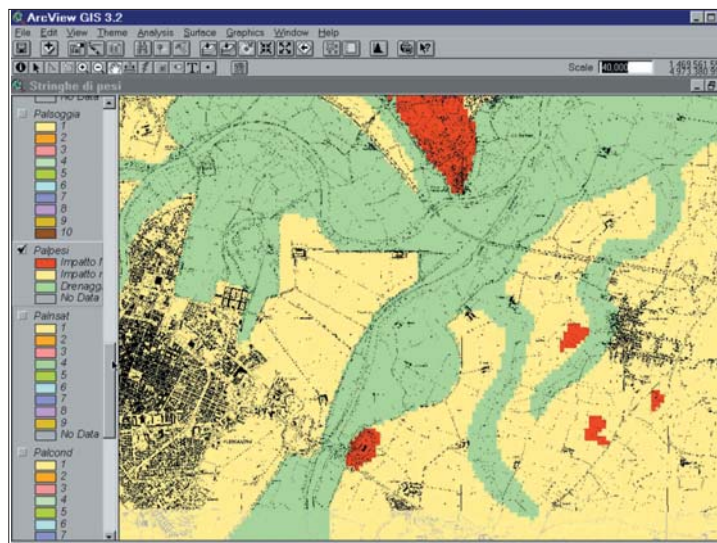 ArcView GIS 3.2
File Edit View Theme Analysis Surface Graphics Window Help
Scale 40,000
Stringhe di pesi
No Data
Palsoggia
1
2
3
4
5
6
7
8
9
10
Palpesi
Impatto
Impatto
Drenagg
No Data
Palnsat
1
2
3
4
5
6
7
8
9
No Data
Palcond
1
2
3
4
5
6
7